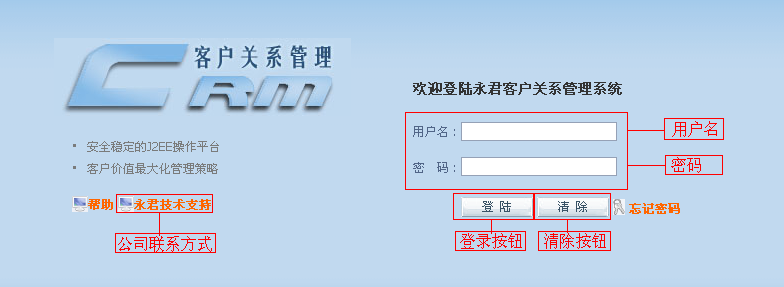 客户关系管理
CRM
欢迎登陆永君客户关系管理系统
用户名：
用户名
• 安全稳定的J2EE操作平台
• 客户价值最大化管理策略
密 码：
密码
帮助
永君技术支持
登 陆
清 除
忘记密码
公司联系方式
登录按钮
清除按钮